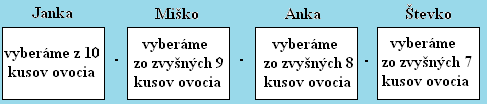 Janka
Miško
Anka
Števko
vyberáme z 10
kusov ovocia
.
vyberáme
zo zvyšných 9
kusov ovocia
.
vyberáme
zo zvyšných 8
kusov ovocia
.
vyberáme
zo zvyšných 7
kusov ovocia